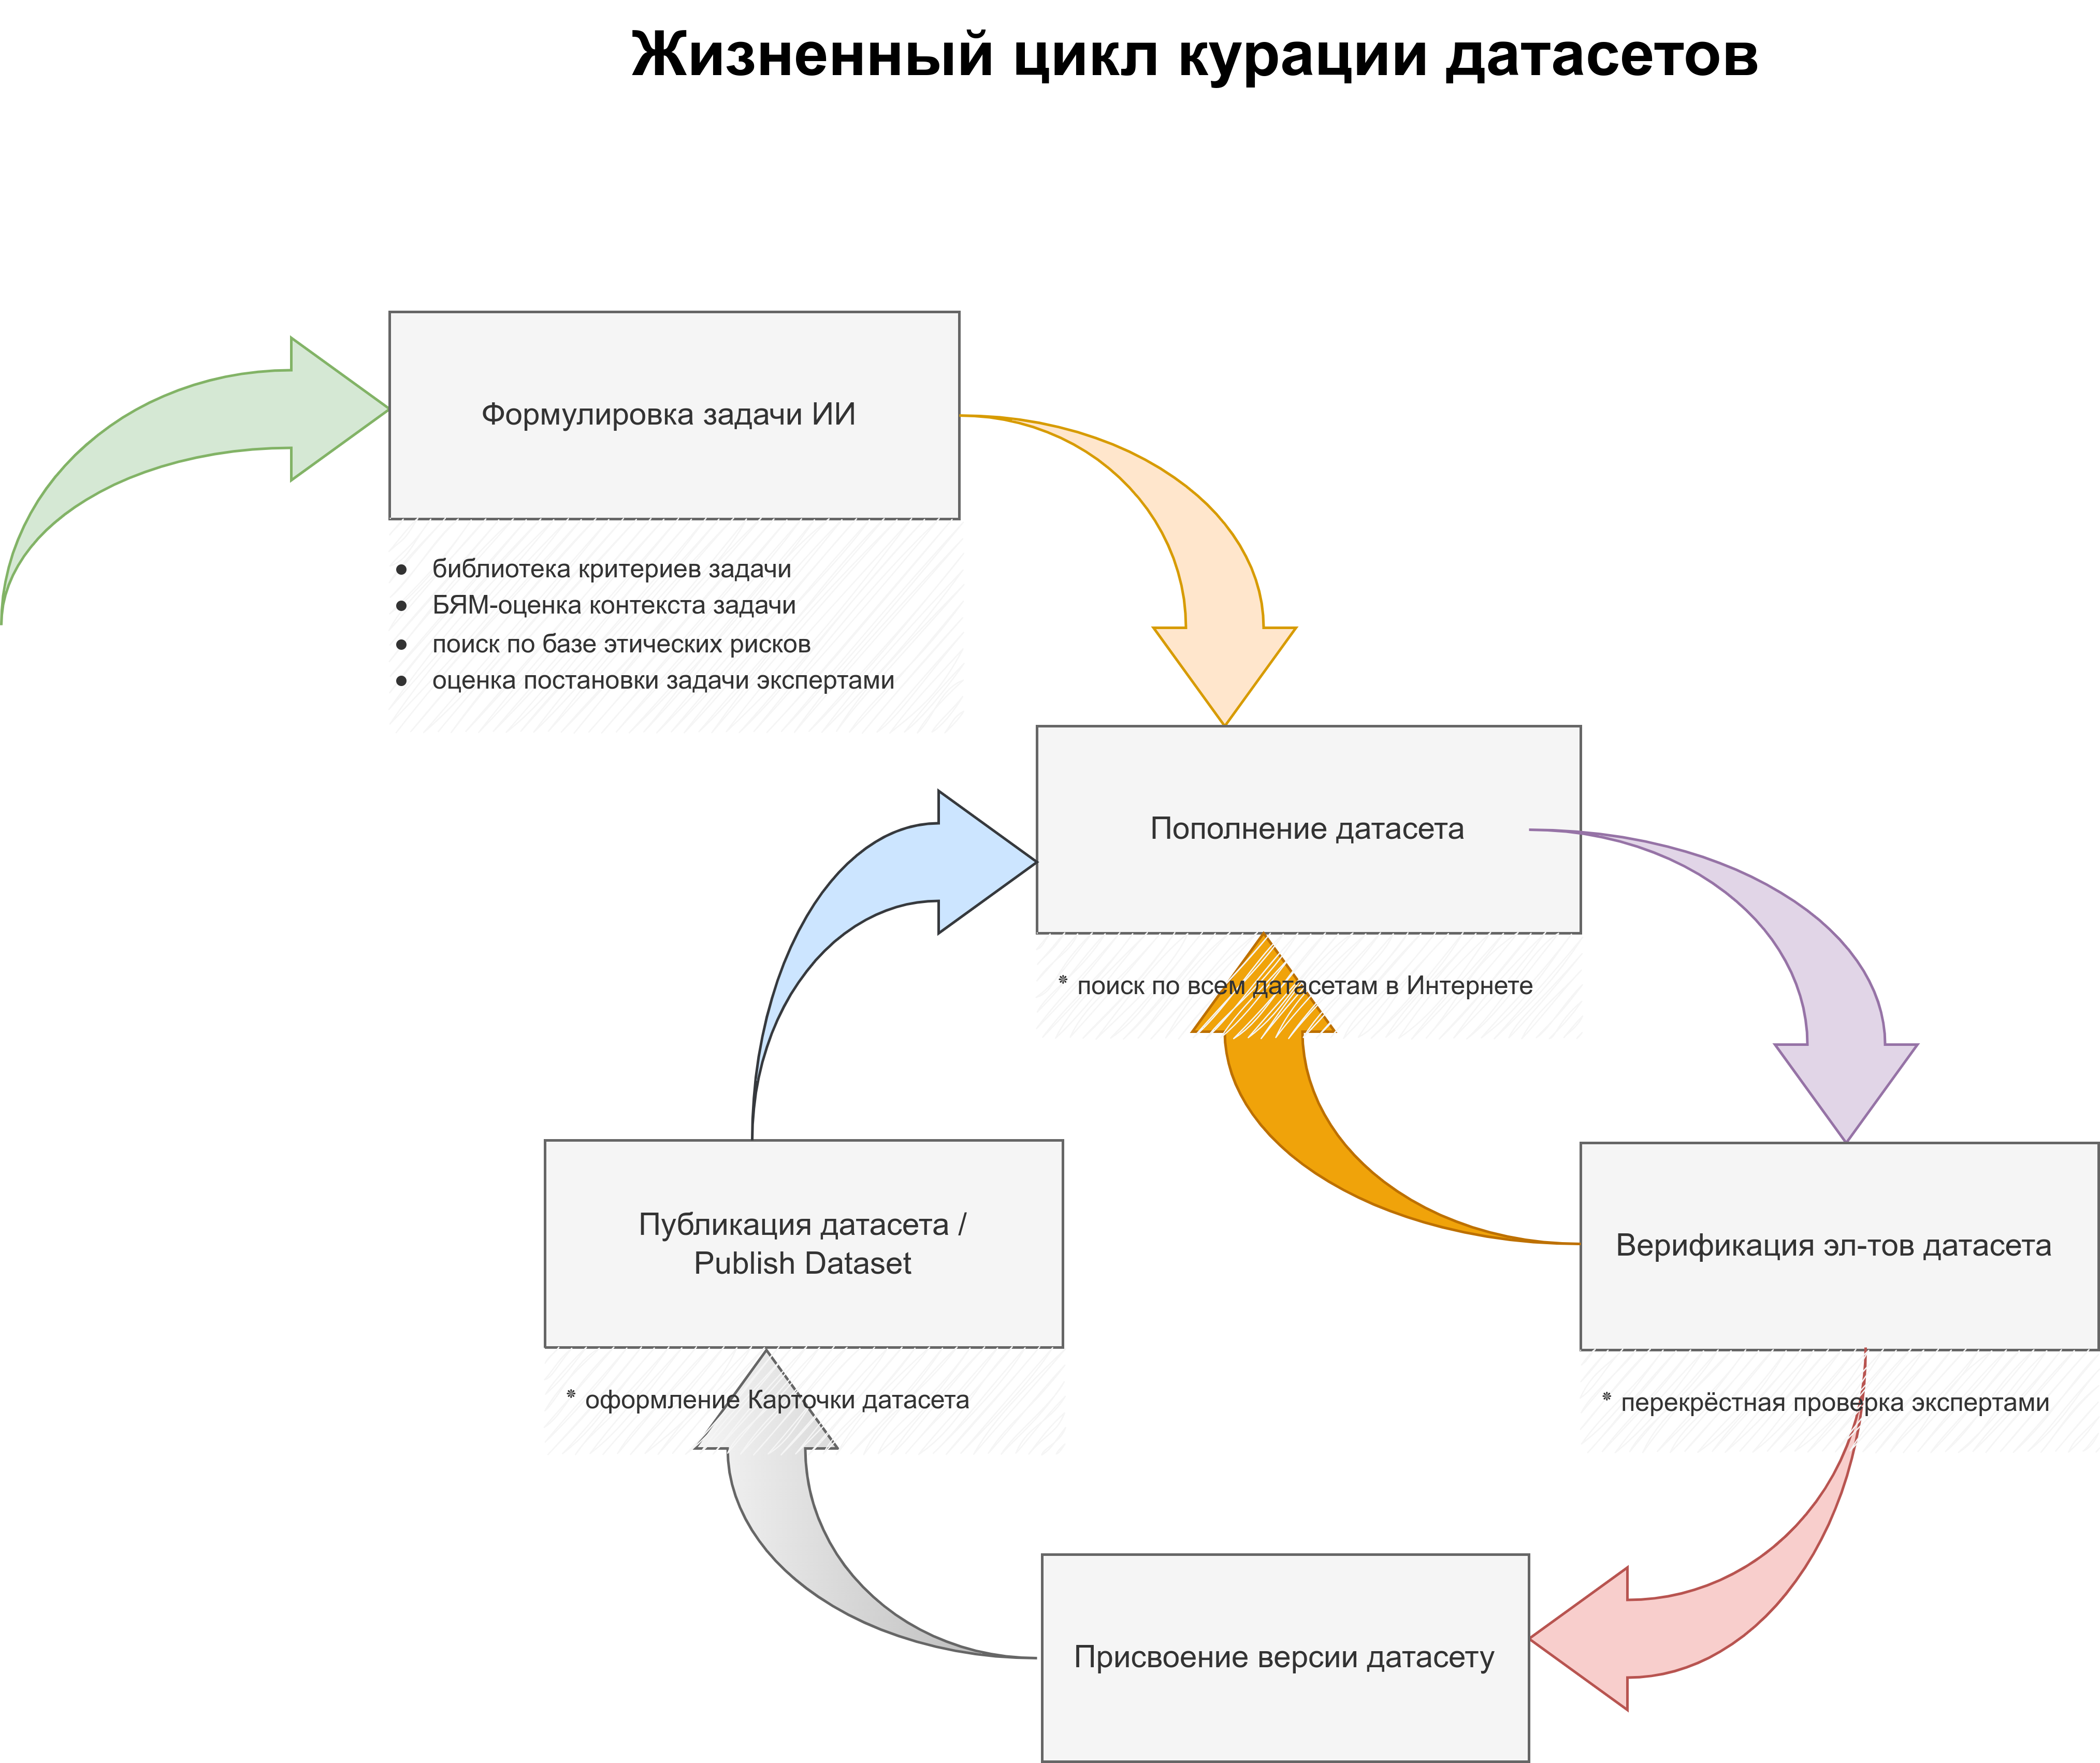 Жизненный цикл курации датасетов
Формулировка задачи ИИ
● библиотека критериев задачи
● БЯМ-оценка контекста задачи
● поиск по базе этических рисков
● оценка постановки задачи экспертами
Пополнение датасета
* поиск по всем датасетам в Интернете
Публикация датасета /
Publish Dataset
* оформление Карточки датасета
Верификация эл-тов датасета
* перекрёстная проверка экспертами
Присвоение версии датасету